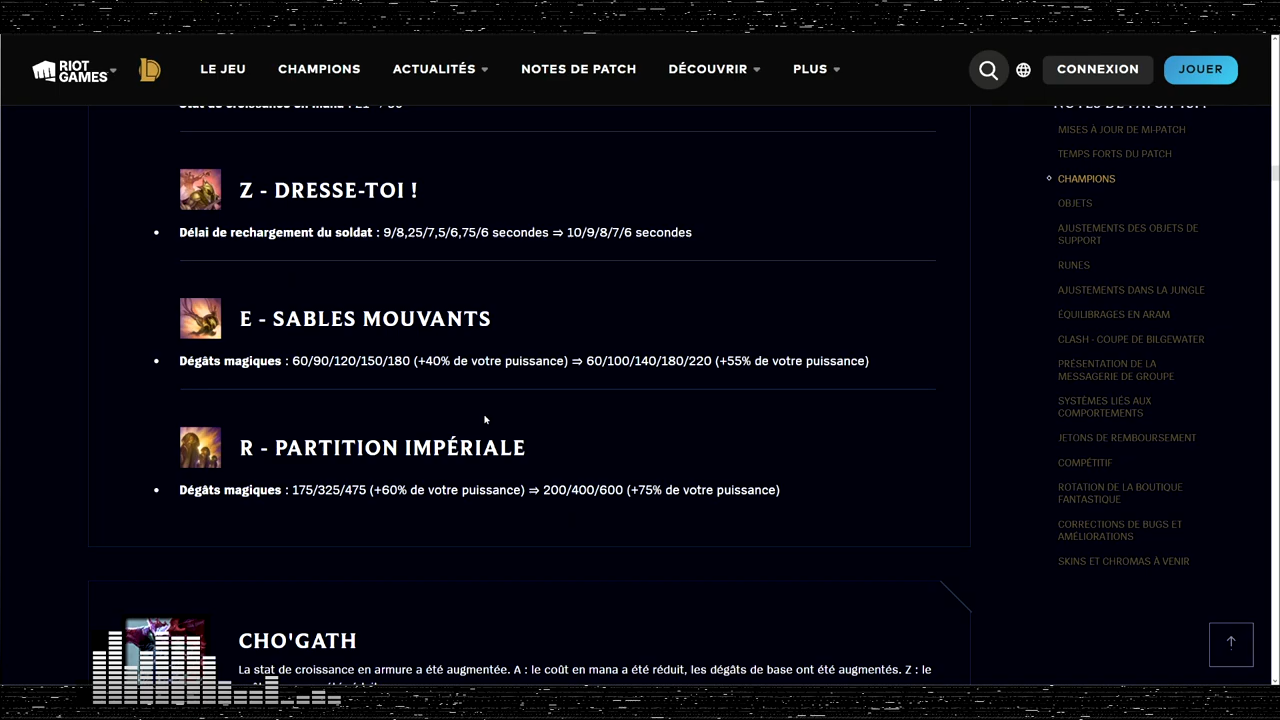 RIOT GAMES
LE JEU
CHAMPIONS
ACTUALITÉS
NOTES DE PATCH
DÉCOUVRIR
PLUS
CONNEXION
JOUER
Z - DRESSE-TOI !
Délai de rechargement du soldat : 9/8,25/7,5/6,75/6 secondes ⇒ 10/9/8/7/6 secondes
E - SABLES MOUVANTS
Dégâts magiques : 60/90/120/150/180 (+40% de votre puissance) ⇒ 60/100/140/180/220 (+55% de votre puissance)
R - PARTITION IMPÉRIALE
Dégâts magiques : 175/325/475 (+60% de votre puissance) ⇒ 200/400/600 (+75% de votre puissance)
CHO'GATH
La stat de croissance en armure a été augmentée. A : le coût en mana a été réduit, les dégâts de base ont été augmentés. Z : le
MISES À JOUR DE MI-PATCH
TEMPS FORTS DU PATCH
CHAMPIONS
OBJETS
AJUSTEMENTS DES OBJETS DE
SUPPORT
RUNES
AJUSTEMENTS DANS LA JUNGLE
ÉQUILIBRAGES EN ARAM
CLASH - COUPE DE BILGEWATER
PRÉSENTATION DE LA
MESSAGERIE DE GROUPE
SYSTÈMES LIÉS AUX
COMPORTEMENTS
JETONS DE REMBOURSEMENT
COMPÉTITIF
ROTATION DE LA BOUTIQUE
FANTASTIQUE
CORRECTIONS DE BUGS ET
AMÉLIORATIONS
SKINS ET CHROMAS À VENIR